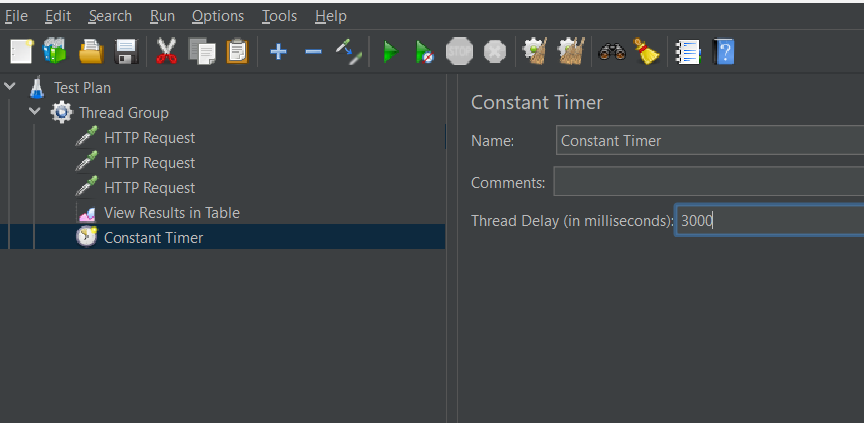 File Edit Search Run Options Tools Help
STOP
?
Test Plan
Thread Group
HTTP Request
HTTP Request
HTTP Request
View Results in Table
Constant Timer
Constant Timer
Name: Constant Timer
Comments:
Thread Delay (in milliseconds): 3000